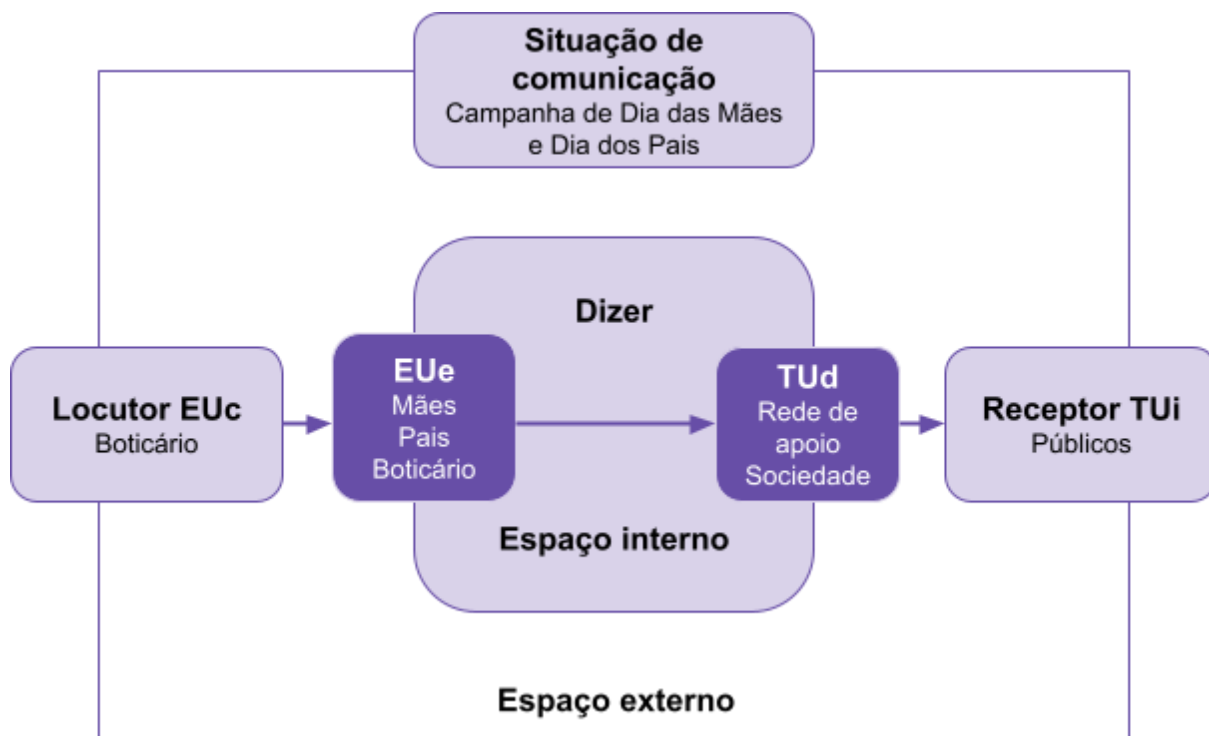 Situação de
comunicação
Campanha de Dia das Mães
e Dia dos Pais
Dizer
Locutor EUc
Boticário
EUe
Mães
Pais
Boticário
TUd
Rede de
apoio
Sociedade
Receptor TUi
Públicos
Espaço interno
Espaço externo